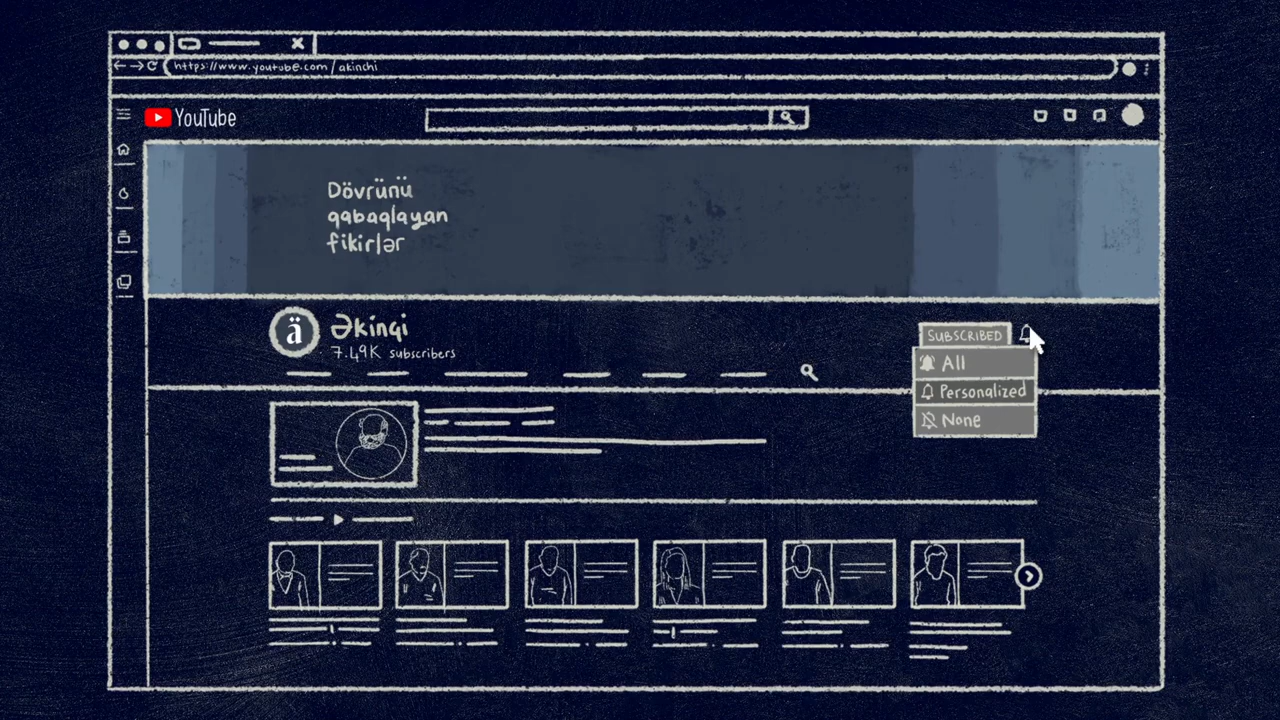 https://www.youtube.com/akinchi
YouTube
Dövrünü
qabaqlayan
fikirlər
ä
Əkinçi
7.49K subscribers
SUBSCRIBED
All
Personalized
None